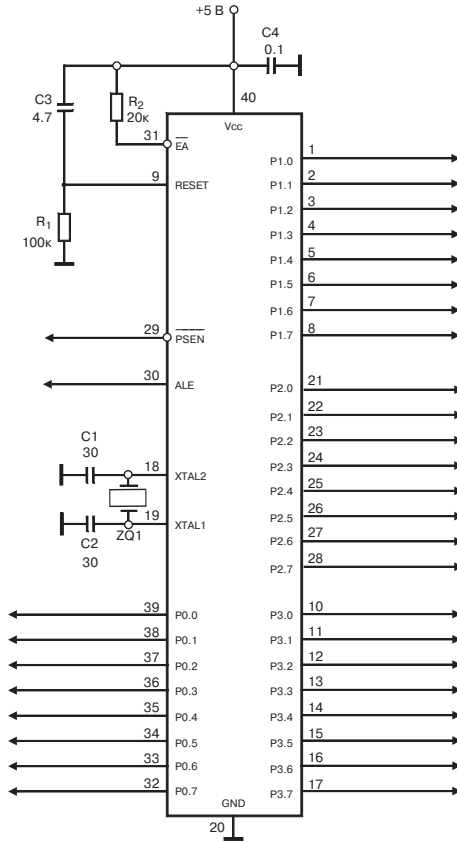 +5 В
C4
0.1
C3
4.7
R2
20к
40
Vcc
31 EA
9 RESET
R1
100к
29 PSEN
30 ALE
C1
30
18 XTAL2
19 XTAL1
ZQ1
C2
30
39 P0.0
38 P0.1
37 P0.2
36 P0.3
35 P0.4
34 P0.5
33 P0.6
32 P0.7
P1.0 1
P1.1 2
P1.2 3
P1.3 4
P1.4 5
P1.5 6
P1.6 7
P1.7 8
P2.0 21
P2.1 22
P2.2 23
P2.3 24
P2.4 25
P2.5 26
P2.6 27
P2.7 28
P3.0 10
P3.1 11
P3.2 12
P3.3 13
P3.4 14
P3.5 15
P3.6 16
P3.7 17
GND
20